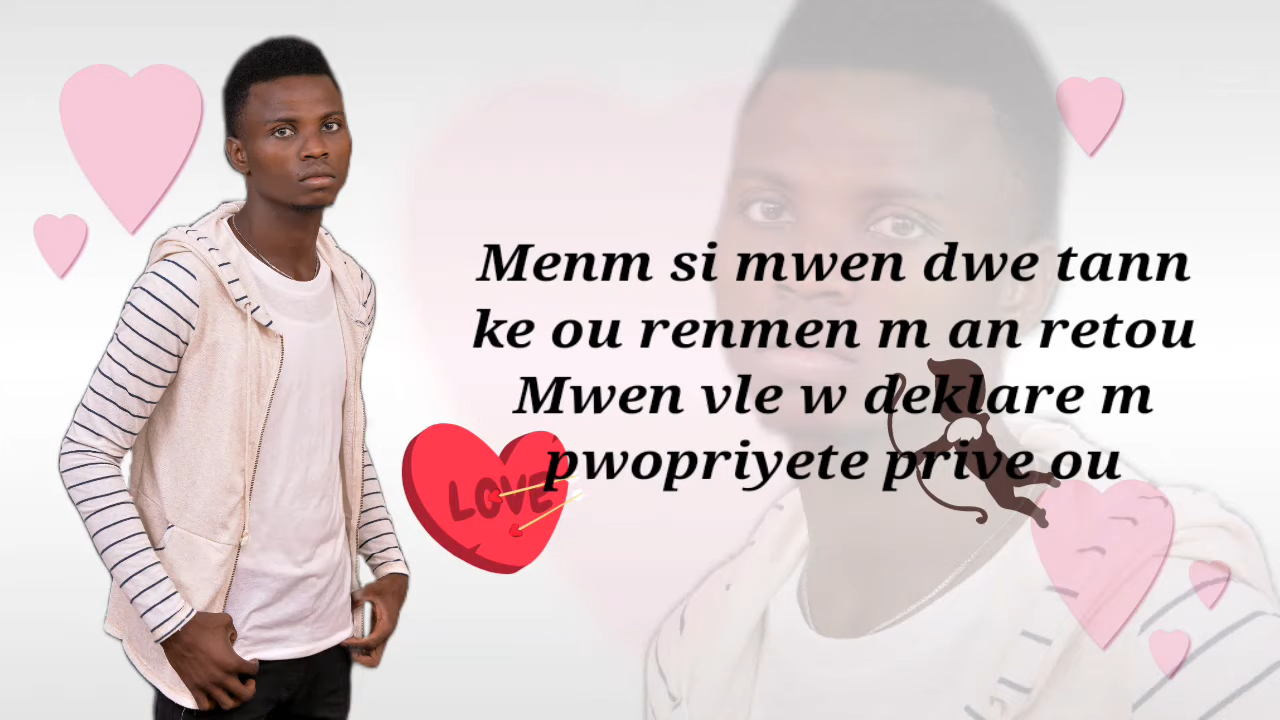 Menm si mwen dwe tann
ke ou renmen m an retou
Mwen vle w deklare m
pwopriyete prive ou
LOVE